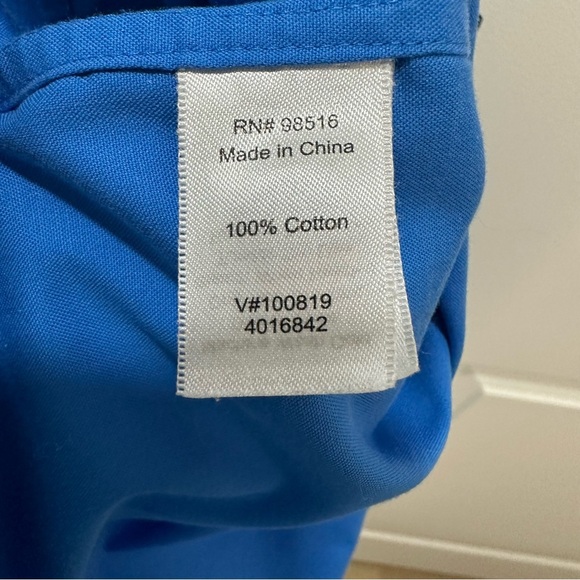 RN# 98516
Made in China
100% Cotton
V#100819
4016842